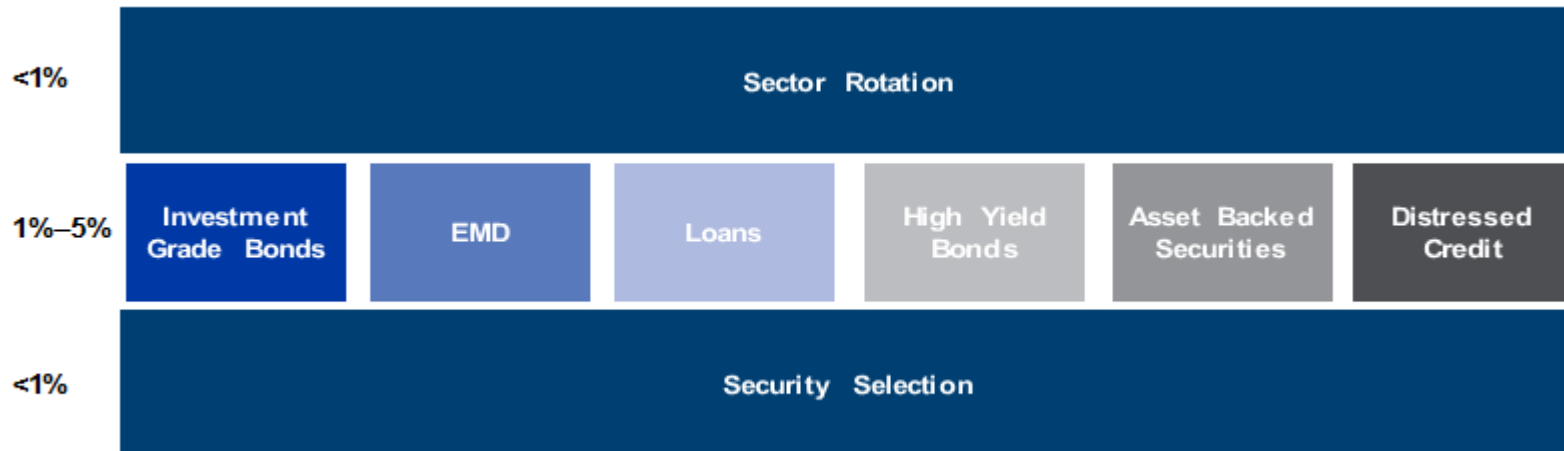 <1%
Sector Rotation
1%–5%
Investment
Grade Bonds
EMD
Loans
High Yield
Bonds
Asset Backed
Securities
Distressed
Credit
<1%
Security Selection